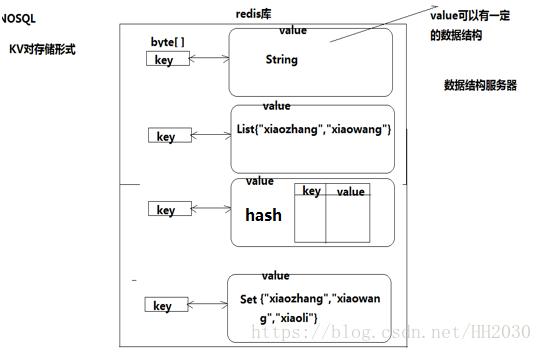 NOSQL
KV对存储形式
redis库
value可以有一定
的数据结构
数据结构服务器
byte[ ]
key
value
String
key
value
List{"xiaozhang","xiaowang"}
key
value
hash
key
value
key
value
Set {"xiaozhang","xiaowan
g","xiaoli"}
https://blog.csdn.net/HH2030